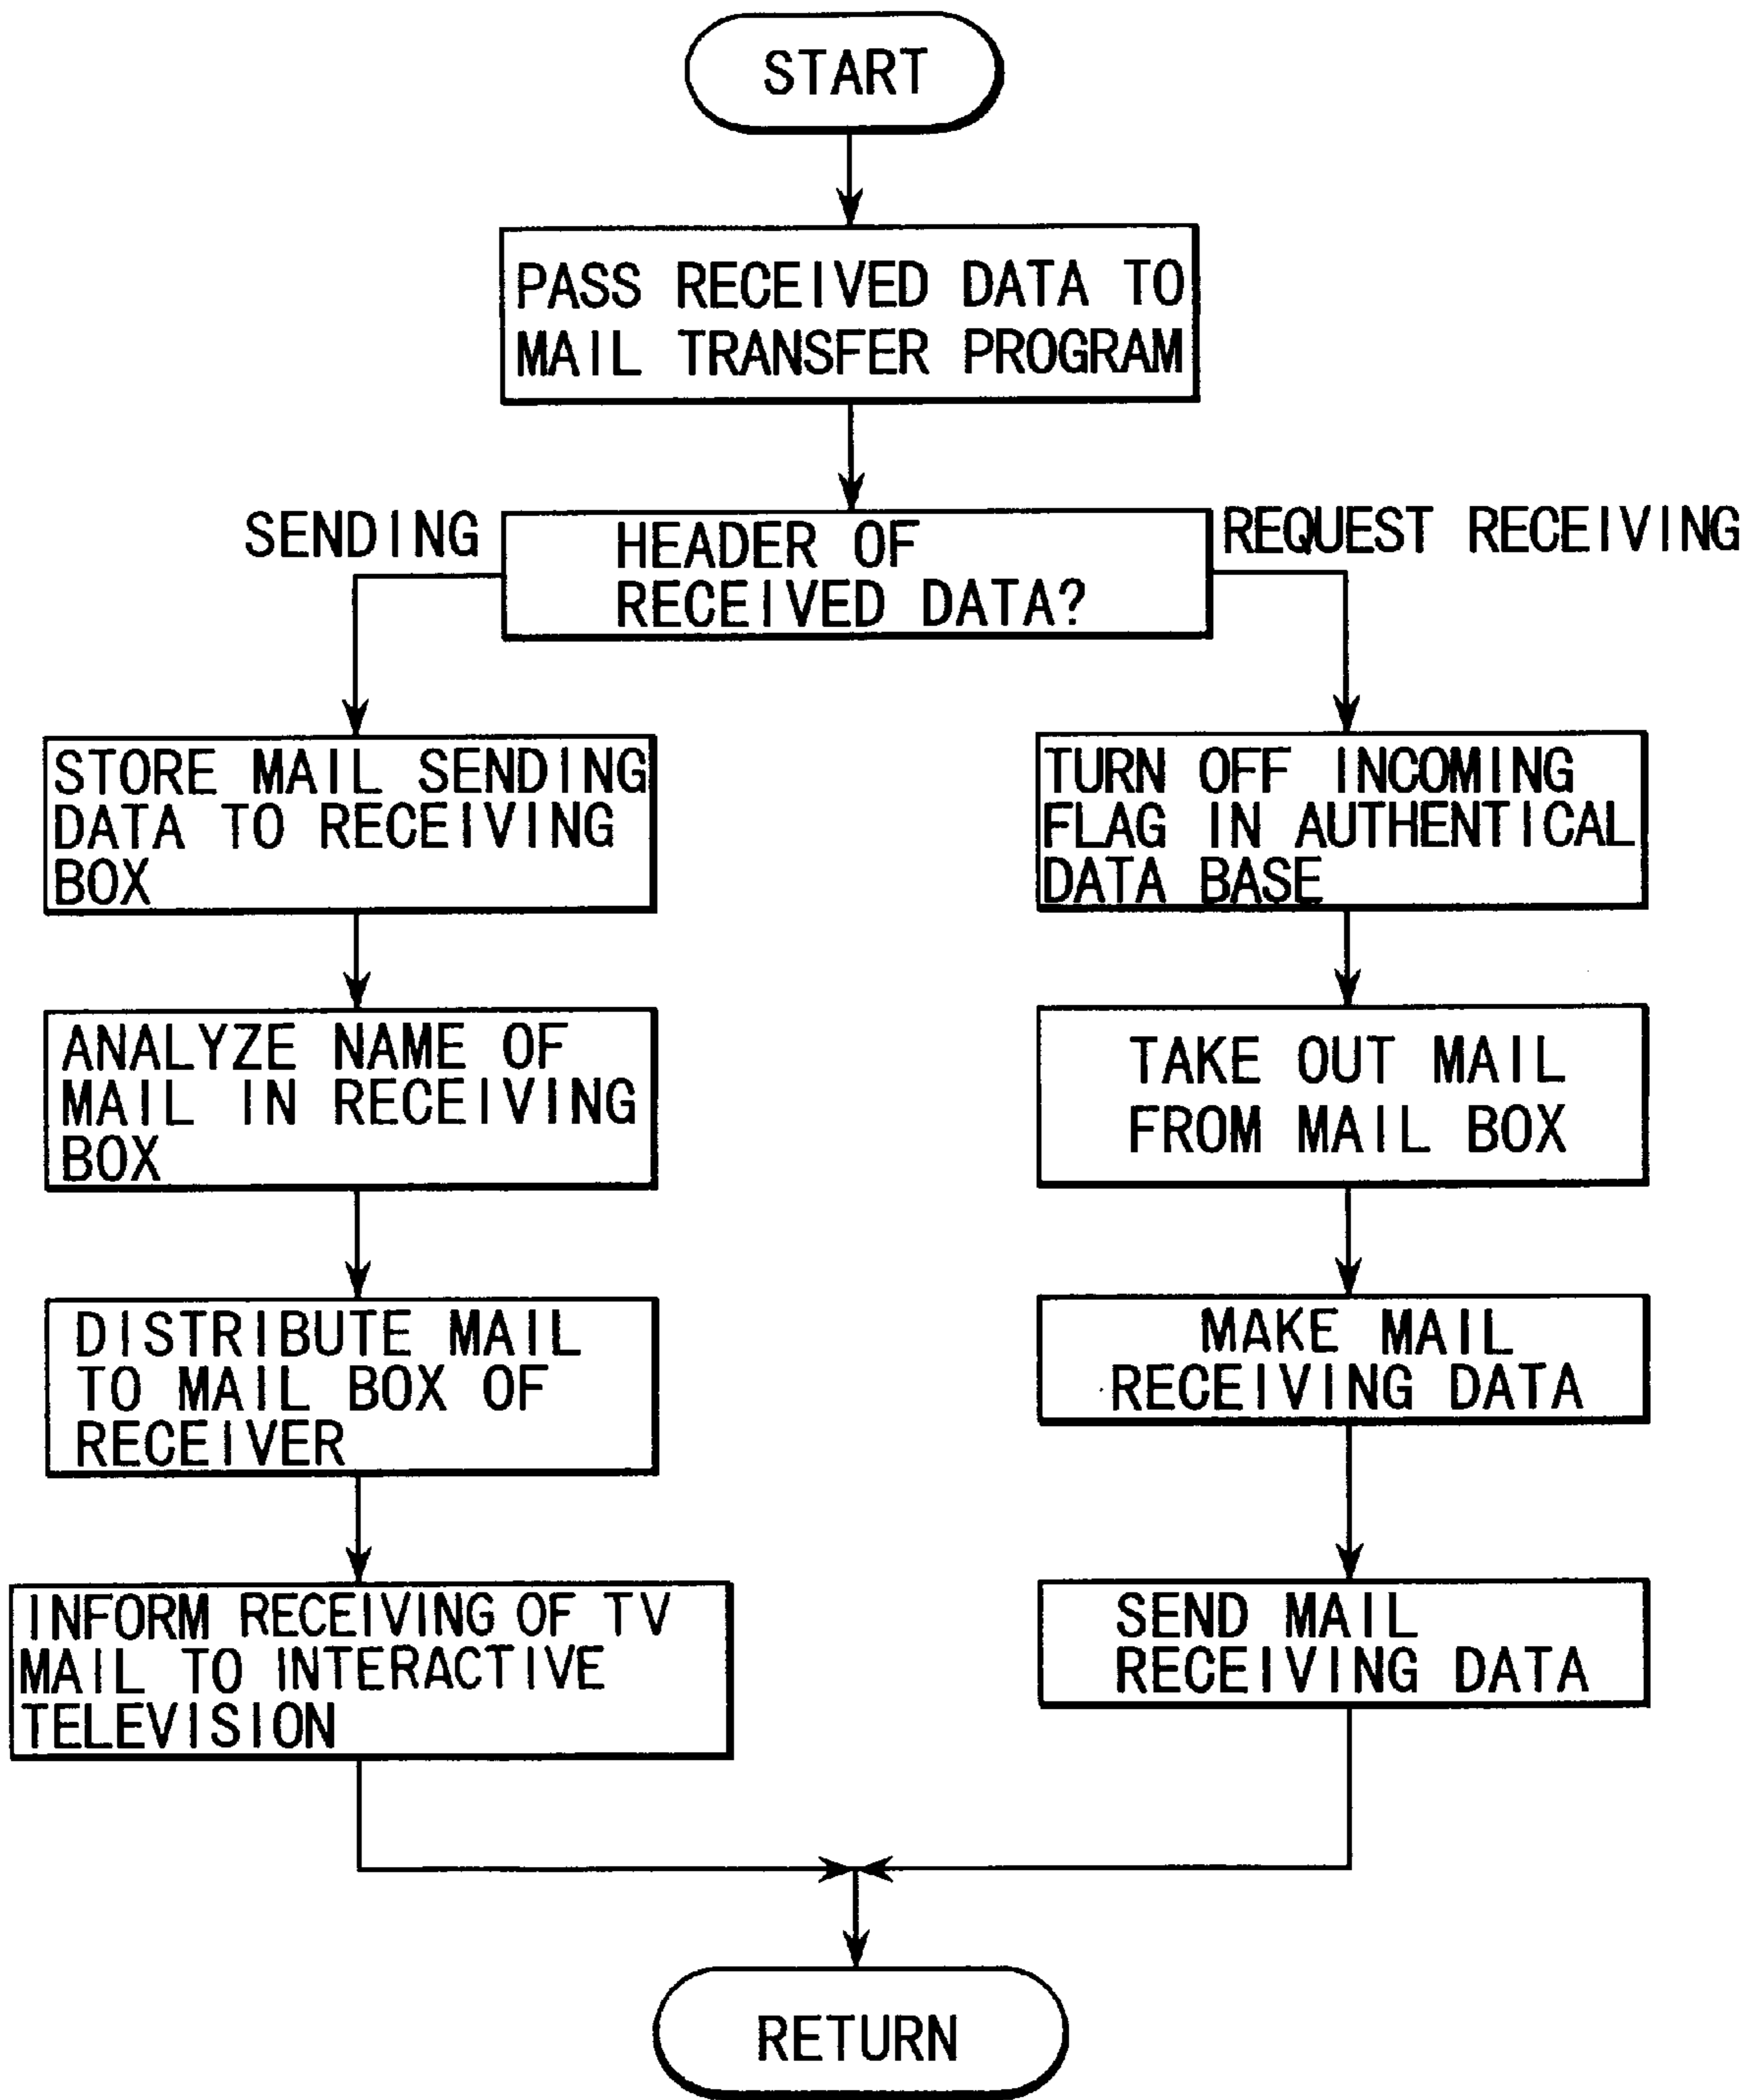 START
PASS RECEIVED DATA TO
MAIL TRANSFER PROGRAM
SENDING
HEADER OF
RECEIVED DATA?
REQUEST RECEIVING
STORE MAIL SENDING
DATA TO RECEIVING
BOX
ANALYZE NAME OF
MAIL IN RECEIVING
BOX
DISTRIBUTE MAIL
TO MAIL BOX OF
RECEIVER
INFORM RECEIVING OF TV
MAIL TO INTERACTIVE
TELEVISION
TURN OFF INCOMING
FLAG IN AUTHENTICAL
DATA BASE
TAKE OUT MAIL
FROM MAIL BOX
MAKE MAIL
RECEIVING DATA
SEND MAIL
RECEIVING DATA
RETURN